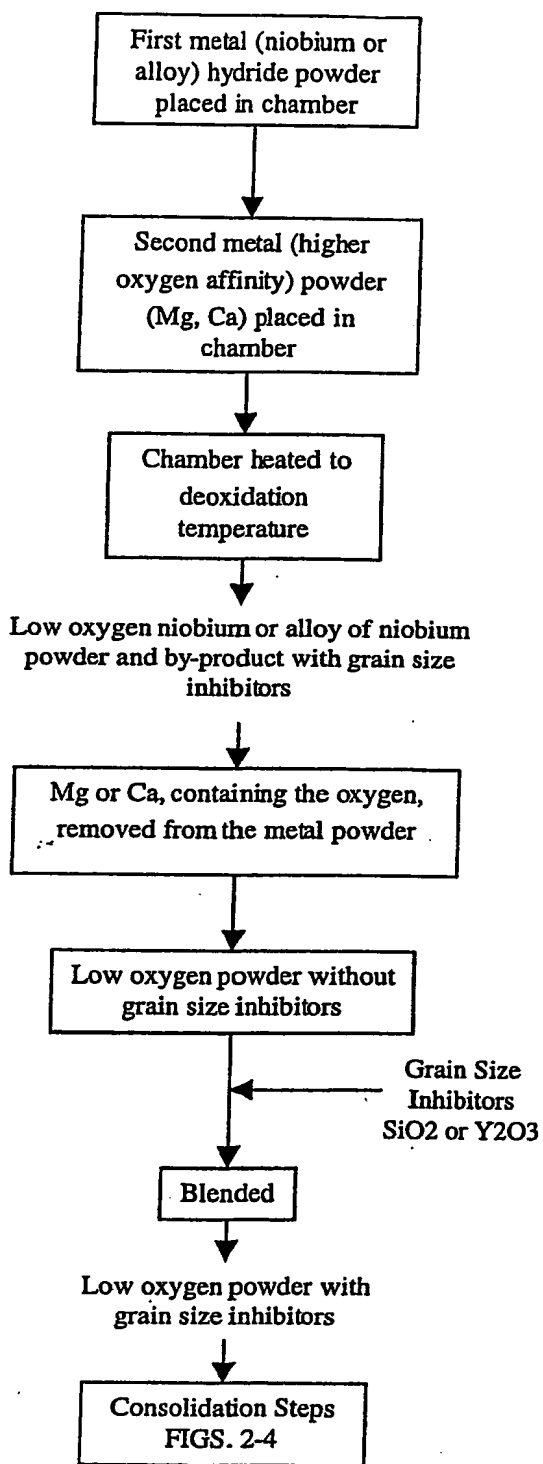 First metal (niobium or
alloy) hydride powder
placed in chamber
Second metal (higher
oxygen affinity) powder
(Mg, Ca) placed in
chamber
Chamber heated to
deoxidation
temperature
Low oxygen niobium or alloy of niobium
powder and by-product with grain size
inhibitors
Mg or Ca, containing the oxygen,
removed from the metal powder
Low oxygen powder without
grain size inhibitors
Grain Size
Inhibitors
SiO2 or Y2O3
Blended
Low oxygen powder with
grain size inhibitors
Consolidation Steps
FIGS. 2-4